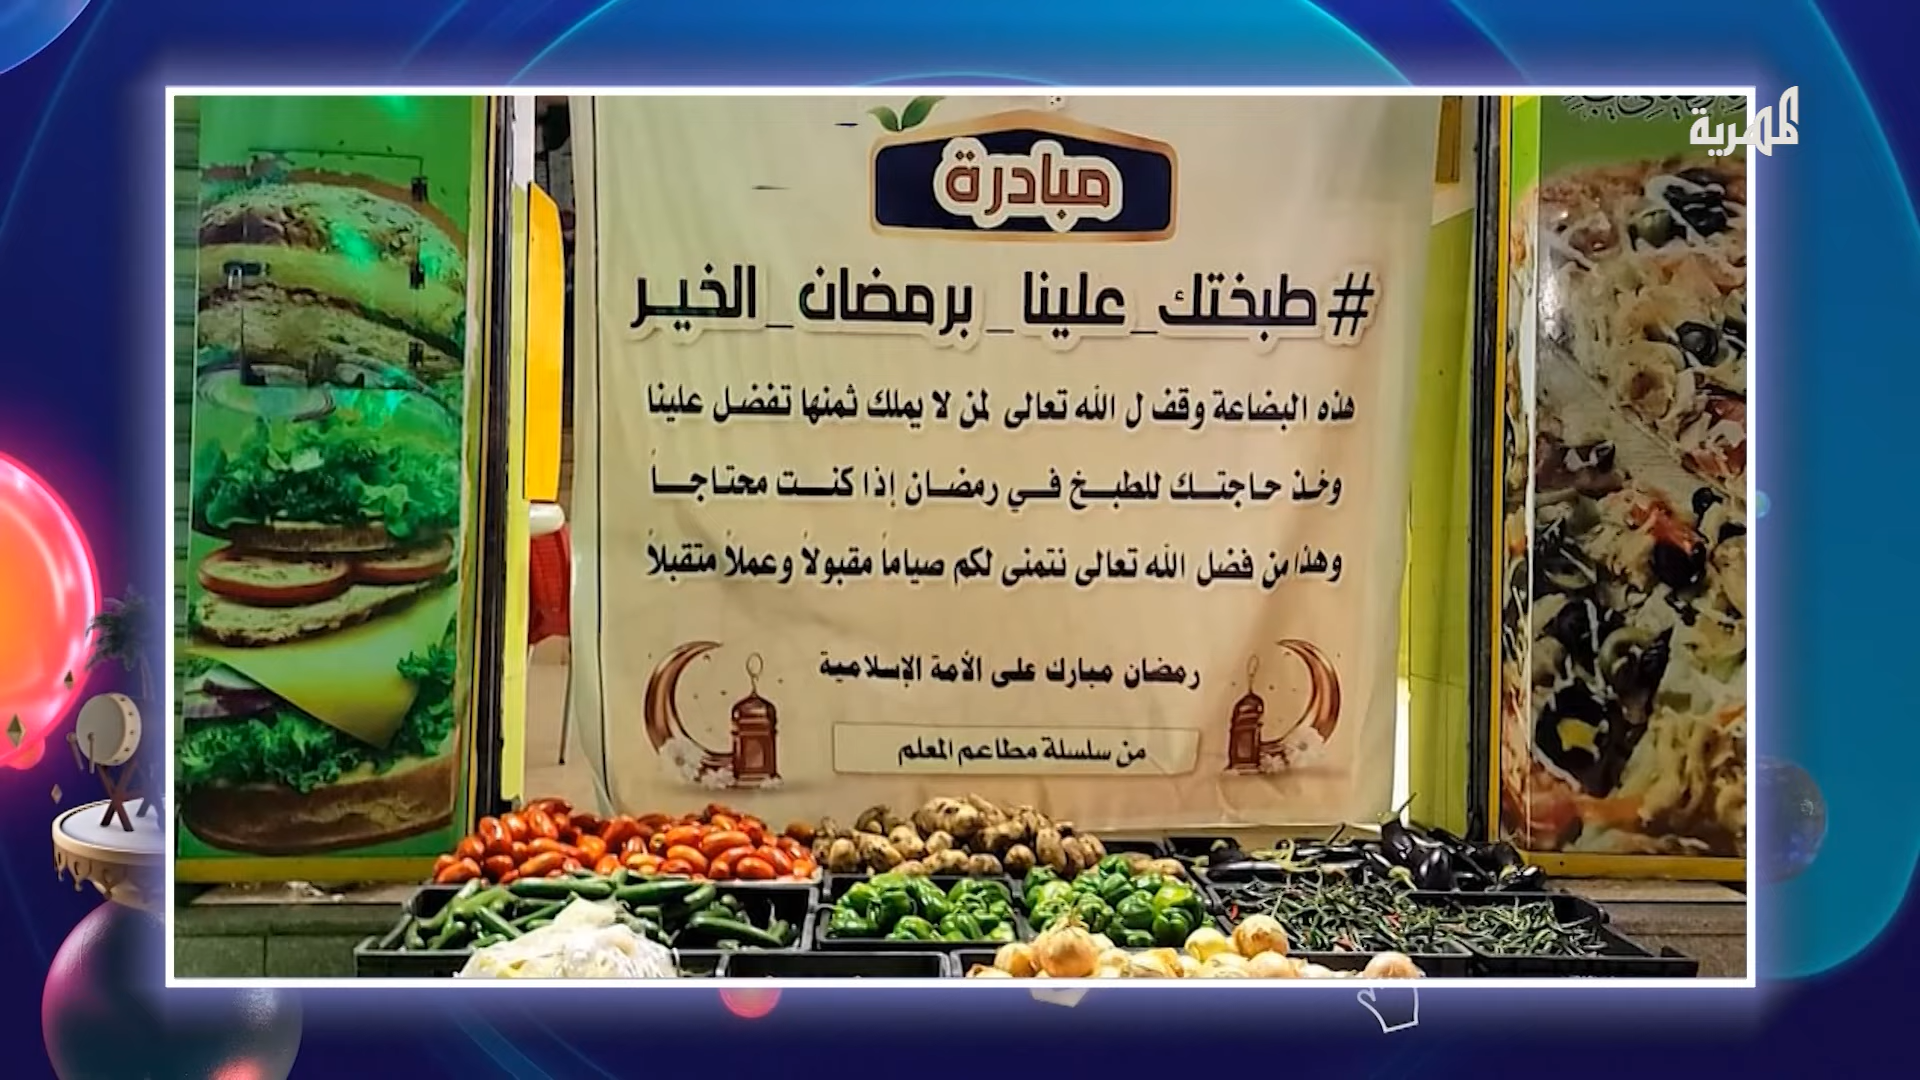 المهرية
مبادرة
#طبختك_علينا_برمضان_الخير
هذه البضاعة وقف ل الله تعالى لمن لا يملك ثمنها تفضل علينا
وخذ حاجتك للطبخ في رمضان إذا كنت محتاجاً
وهذا من فضل الله تعالى نتمنى لكم صياماً مقبولاً وعملاً متقبلاً
رمضان مبارك على الأمة الإسلامية
من سلسلة مطاعم المعلم